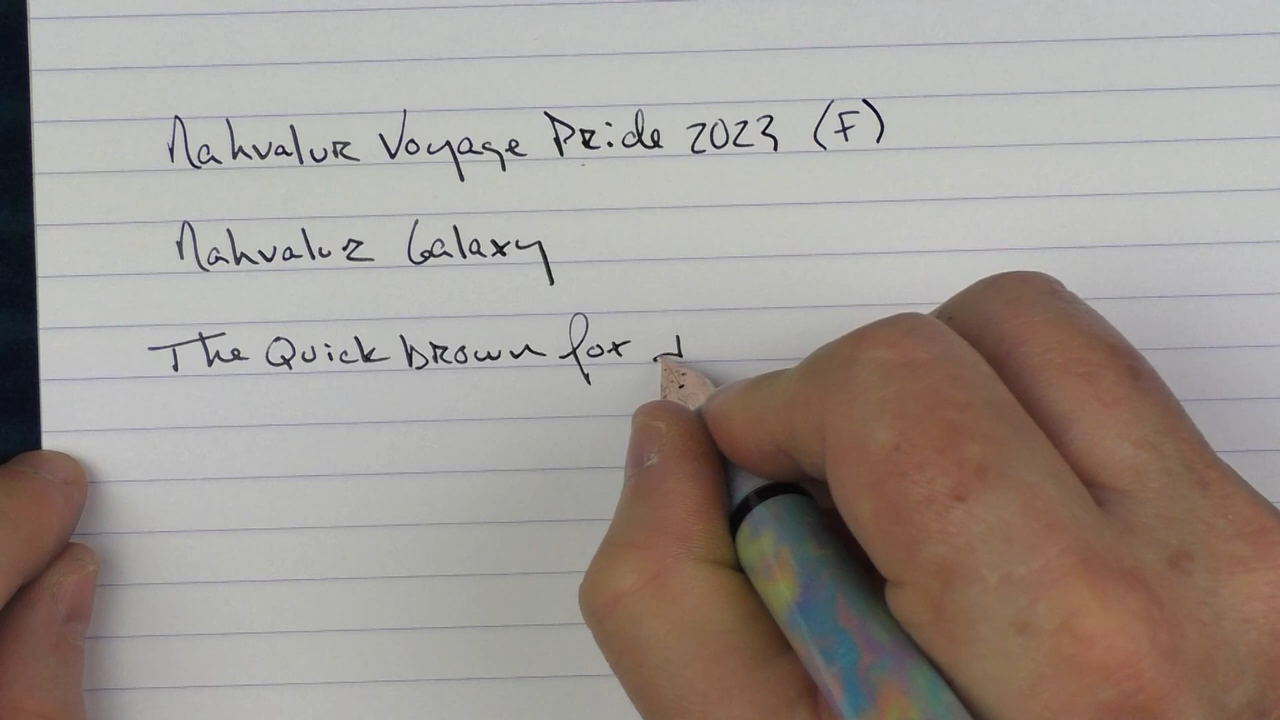 Nahvalur Voyage Pride 2023 (F)
Nahvalur Galaxy
The Quick brown fox J